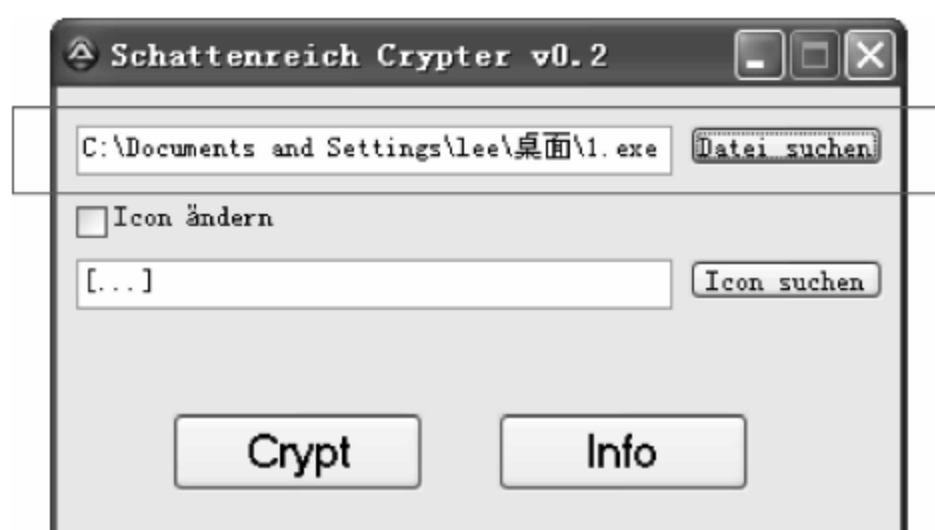 Schattenreich Crypter v0.2
C:\Documents and Settings\lee\桌面\1.exe
Datei suchen
Icon ändern
[...]
Icon suchen
Crypt
Info